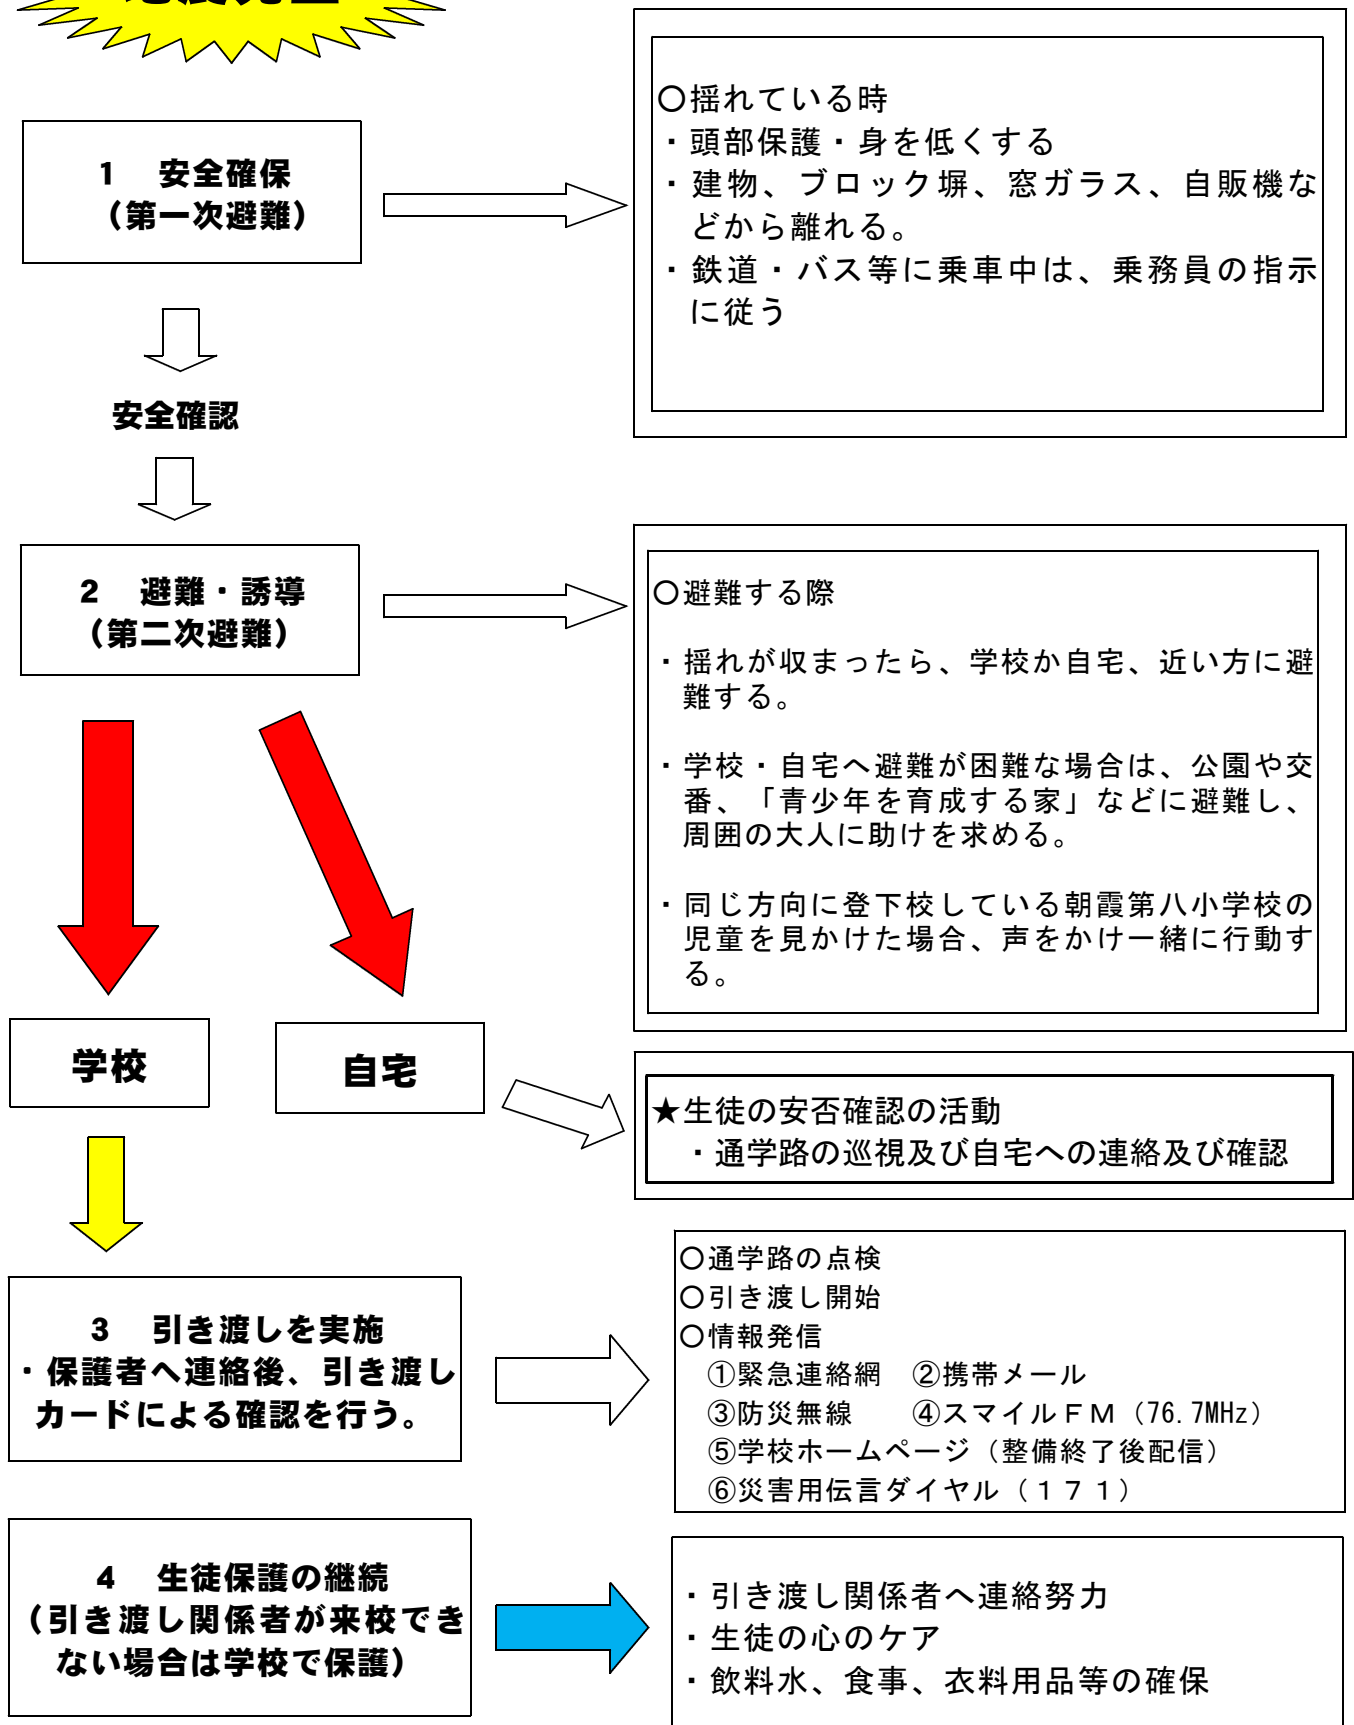 １　安全確保
（第一次避難）
○揺れている時
・頭部保護・身を低くする
・建物、ブロック塀、窓ガラス、自販機な
どから離れる。
・鉄道・バス等に乗車中は、乗務員の指示
に従う
安全確認
２　避難・誘導
（第二次避難）
○避難する際
・揺れが収まったら、学校か自宅、近い方に避
難する。
・学校・自宅へ避難が困難な場合は、公園や交
番、「青少年を育成する家」などに避難し、
周囲の大人に助けを求める。
・同じ方向に登下校している朝霞第八小学校の
児童を見かけた場合、声をかけ一緒に行動す
る。
学校
自宅
★生徒の安否確認の活動
・通学路の巡視及び自宅への連絡及び確認
３　引き渡しを実施
・保護者へ連絡後、引き渡し
カードによる確認を行う。
○通学路の点検
○引き渡し開始
○情報発信
①緊急連絡網　②携帯メール
③防災無線　　④スマイルＦＭ（76.7MHz）
⑤学校ホームページ（整備終了後配信）
⑥災害用伝言ダイヤル（１７１）
４　生徒保護の継続
（引き渡し関係者が来校でき
ない場合は学校で保護）
・引き渡し関係者へ連絡努力
・生徒の心のケア
・飲料水、食事、衣料用品等の確保